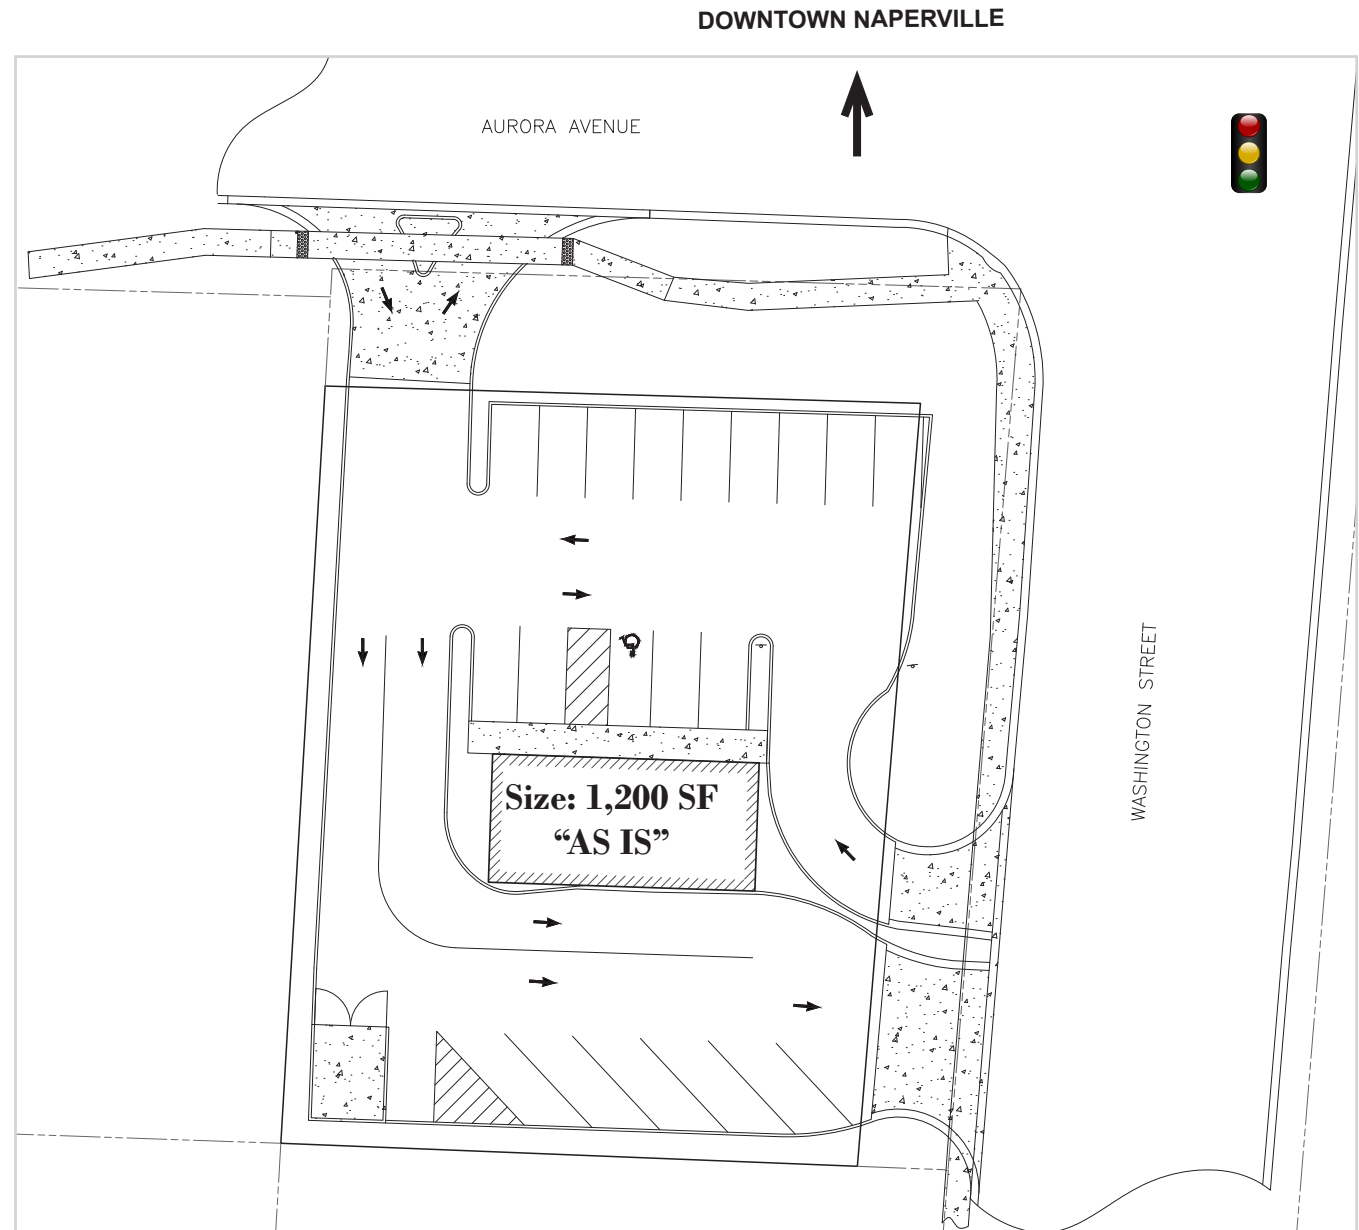 DOWNTOWN NAPERVILLE
AURORA AVENUE
WASHINGTON STREET
Size: 1,200 SF
“AS IS”